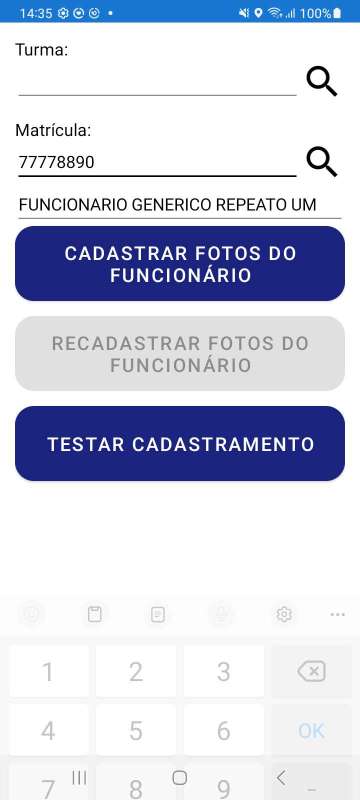 14:35
100%
Turma:
Matrícula:
77778890
FUNCIONARIO GENERICO REPEATO UM
CADASTRAR FOTOS DO
FUNCIONÁRIO
RECADASTRAR FOTOS DO
FUNCIONÁRIO
TESTAR CADASTRAMENTO
1 2 3
4 5 6 OK
7 8 9 _